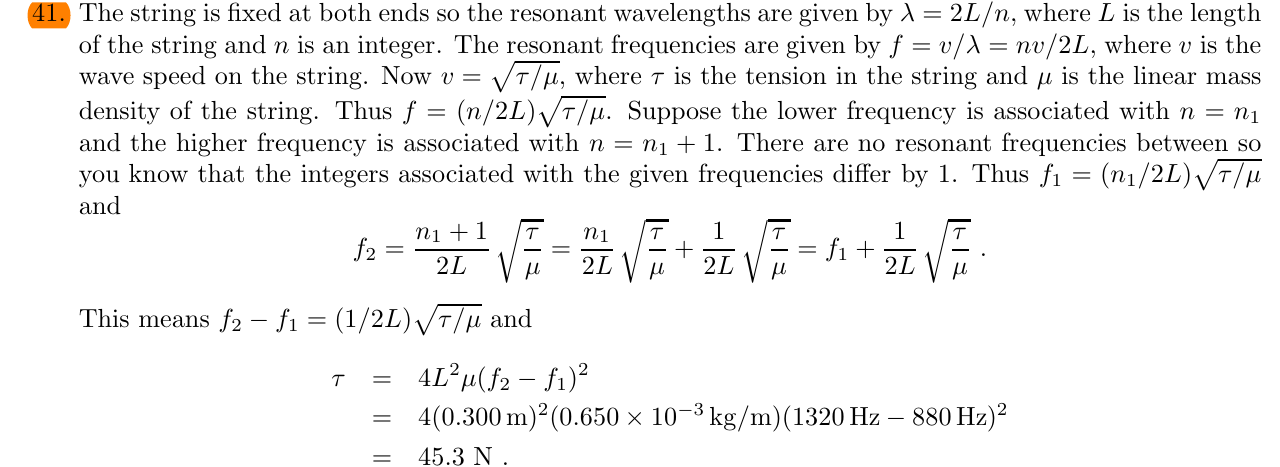 41. The string is fixed at both ends so the resonant wavelengths are given by λ = 2L/n, where L is the length
of the string and n is an integer. The resonant frequencies are given by f = v/λ = nv/2L, where v is the
wave speed on the string. Now v = √τ/μ, where τ is the tension in the string and μ is the linear mass
density of the string. Thus f = (n/2L)√τ/μ. Suppose the lower frequency is associated with n = n₁
and the higher frequency is associated with n = n₁ + 1. There are no resonant frequencies between so
you know that the integers associated with the given frequencies differ by 1. Thus f₁ = (n₁/2L)√τ/μ
and
f₂ = (n₁ + 1)/2L √τ/μ = n₁/2L √τ/μ + 1/2L √τ/μ = f₁ + 1/2L √τ/μ .
This means f₂ − f₁ = (1/2L)√τ/μ and
τ = 4L²μ(f₂ − f₁)²
= 4(0.300 m)²(0.650 × 10⁻³ kg/m)(1320 Hz − 880 Hz)²
= 45.3 N .